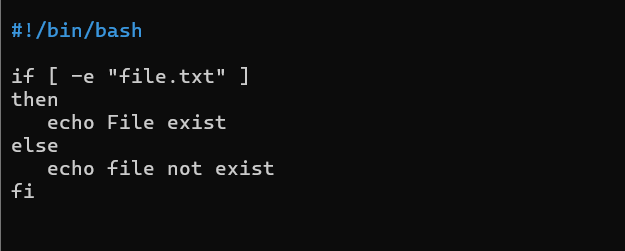 #!/bin/bash
if [ -e "file.txt" ]
then
   echo File exist
else
   echo file not exist
fi